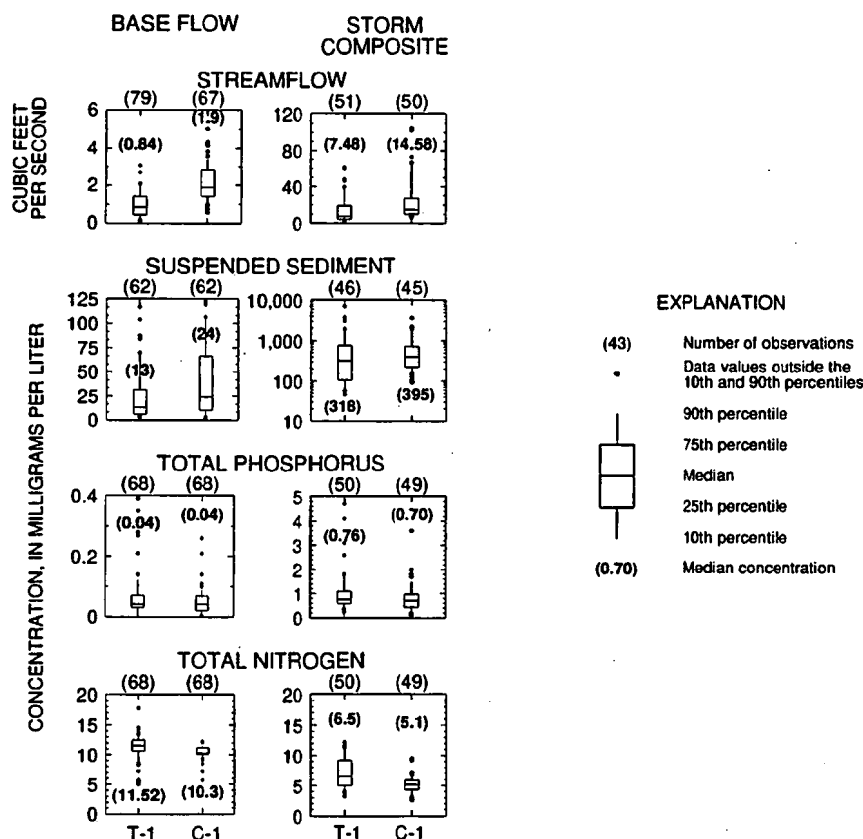 BASE FLOW
STORM COMPOSITE
STREAMFLOW
CUBIC FEET PER SECOND
(79) (67)
(0.84) (1.9)
6
4
2
0
(51) (50)
(7.48) (14.58)
120
80
40
0
SUSPENDED SEDIMENT
CONCENTRATION, IN MILLIGRAMS PER LITER
(62) (62)
(13) (24)
125
100
75
50
25
0
(46) (45)
(318) (395)
10,000
1,000
100
10
TOTAL PHOSPHORUS
(68) (68)
(0.04) (0.04)
0.4
0.2
0
(50) (49)
(0.76) (0.70)
5
4
3
2
1
0
TOTAL NITROGEN
(68) (68)
(11.52) (10.3)
20
15
10
5
0
T-1 C-1
(50) (49)
(6.5) (5.1)
20
15
10
5
0
T-1 C-1
EXPLANATION
(43) Number of observations
Data values outside the
10th and 90th percentiles
90th percentile
75th percentile
Median
25th percentile
10th percentile
(0.70) Median concentration